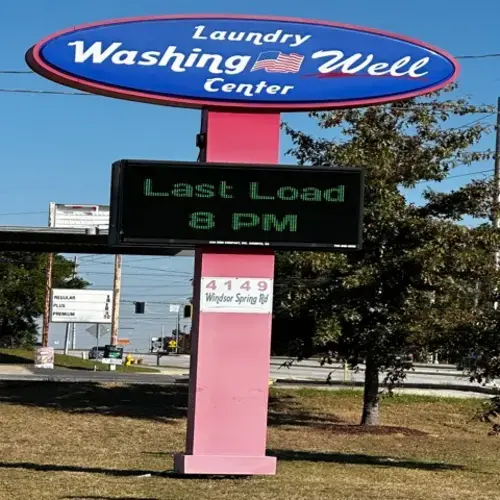 Laundry
Washing Well
Center
Last Load
8 PM
4149
Windsor Spring Rd
REGULAR
PLUS
PREMIUM